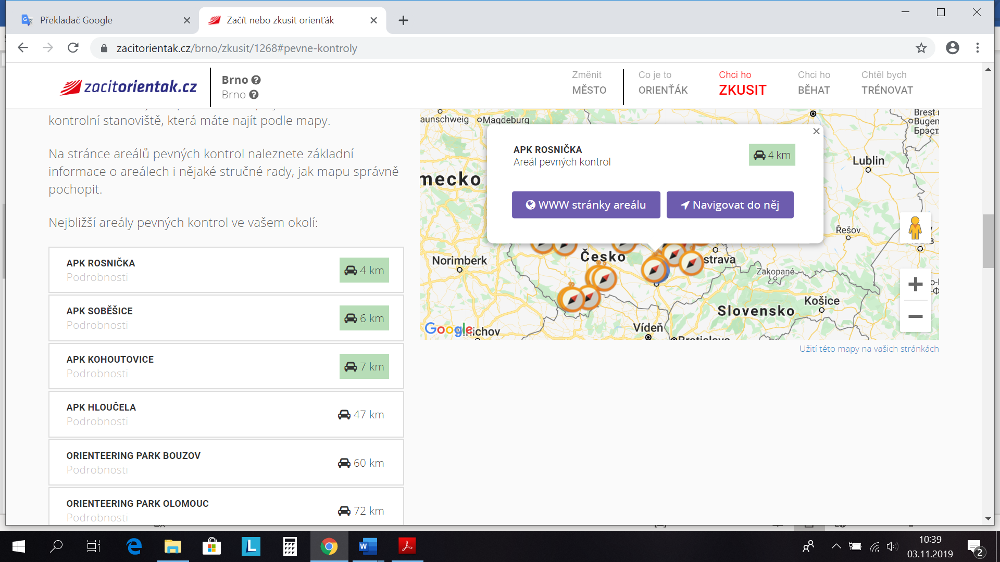 Překladač Google
Začít nebo zkusit orienťák
zacitorientak.cz/brno/zkusit/1268#pevne-kontroly
zacitorientak.cz
Brno
Brno
Změnit
MĚSTO
Co je to
ORIENŤÁK
Chci ho
ZKUSIT
Chci ho
BĚHAT
Chtěl bych
TRÉNOVAT
kontrolní stanoviště, která máte najít podle mapy.
Na stránce areálů pevných kontrol naleznete základní
informace o areálech i nějaké stručné rady, jak mapu správně
pochopit.
Nejbližší areály pevných kontrol ve vašem okolí:
APK ROSNIČKA
Podrobnosti
4 km
APK SOBĚŠICE
Podrobnosti
6 km
APK KOHOUTOVICE
Podrobnosti
7 km
APK HLOUČELA
Podrobnosti
47 km
ORIENTEERING PARK BOUZOV
Podrobnosti
60 km
ORIENTEERING PARK OLOMOUC
Podrobnosti
72 km
aunschweig
Magdeburg
Brest
Bugen
Брэст
APK ROSNIČKA
Areál pevných kontrol
4 km
WWW stránky areálu
Navigovat do něj
mecko
Lublin
Řešov
Norimberk
Česko
strava
Zakopané
Košice
Slovensko
Vídeň
Bratislava
Google
nichov
Užití této mapy na vašich stránkách
10:39
03.11.2019
2